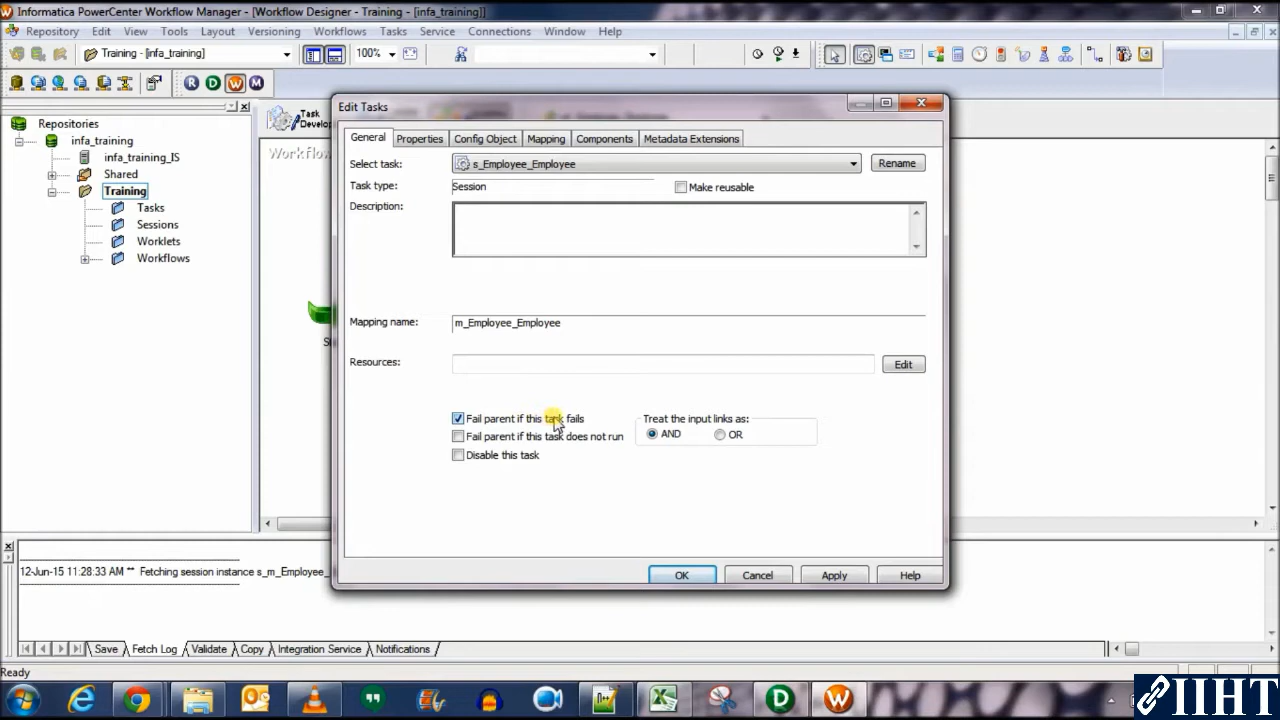 Informatica PowerCenter Workflow Manager - [Workflow Designer - Training - [infa_training]]
Repository Edit View Tools Layout Versioning Workflows Tasks Service Connections Window Help
Training - [infa_training] 100%
R D W M
Repositories
infa_training
infa_training_IS
Shared
Training
Tasks
Sessions
Worklets
Workflows
Task
Develop
Workflo
S
Edit Tasks
General Properties Config Object Mapping Components Metadata Extensions
Select task: s_Employee_Employee Rename
Task type: Session Make reusable
Description:
Mapping name: m_Employee_Employee
Resources: Edit
Fail parent if this task fails
Fail parent if this task does not run
Disable this task
Treat the input links as:
AND OR
OK Cancel Apply Help
12-Jun-15 11:28:33 AM ** Fetching session instance s_m_Employee_
Save Fetch Log Validate Copy Integration Service Notifications
Ready
D W
IIHT